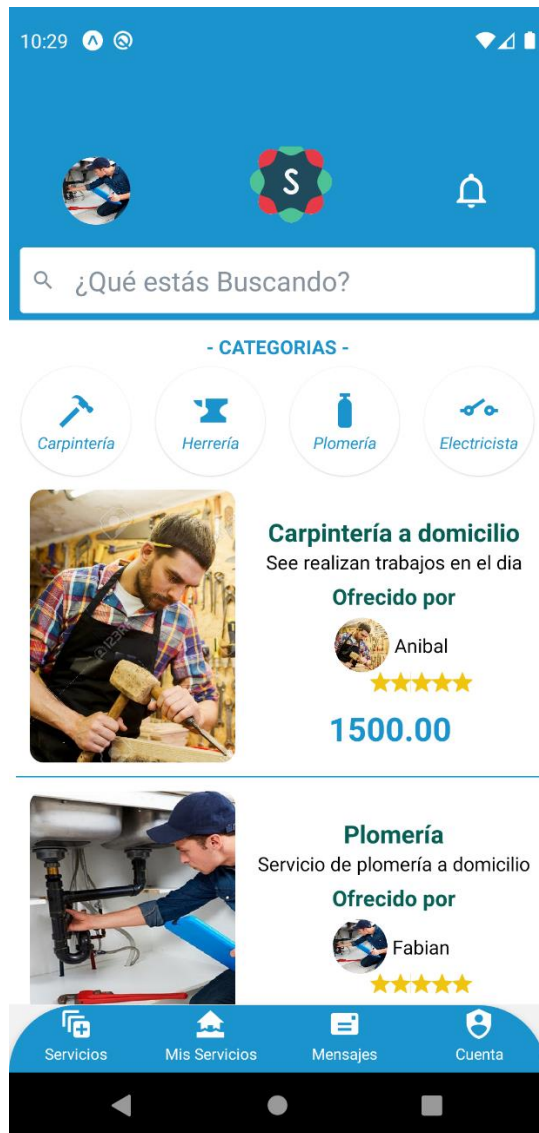 10:29
S
¿Qué estás Buscando?
- CATEGORIAS -
Carpintería
Herrería
Plomería
Electricista
Carpintería a domicilio
See realizan trabajos en el dia
Ofrecido por
Anibal
1500.00
Plomería
Servicio de plomería a domicilio
Ofrecido por
Fabian
Servicios
Mis Servicios
Mensajes
Cuenta